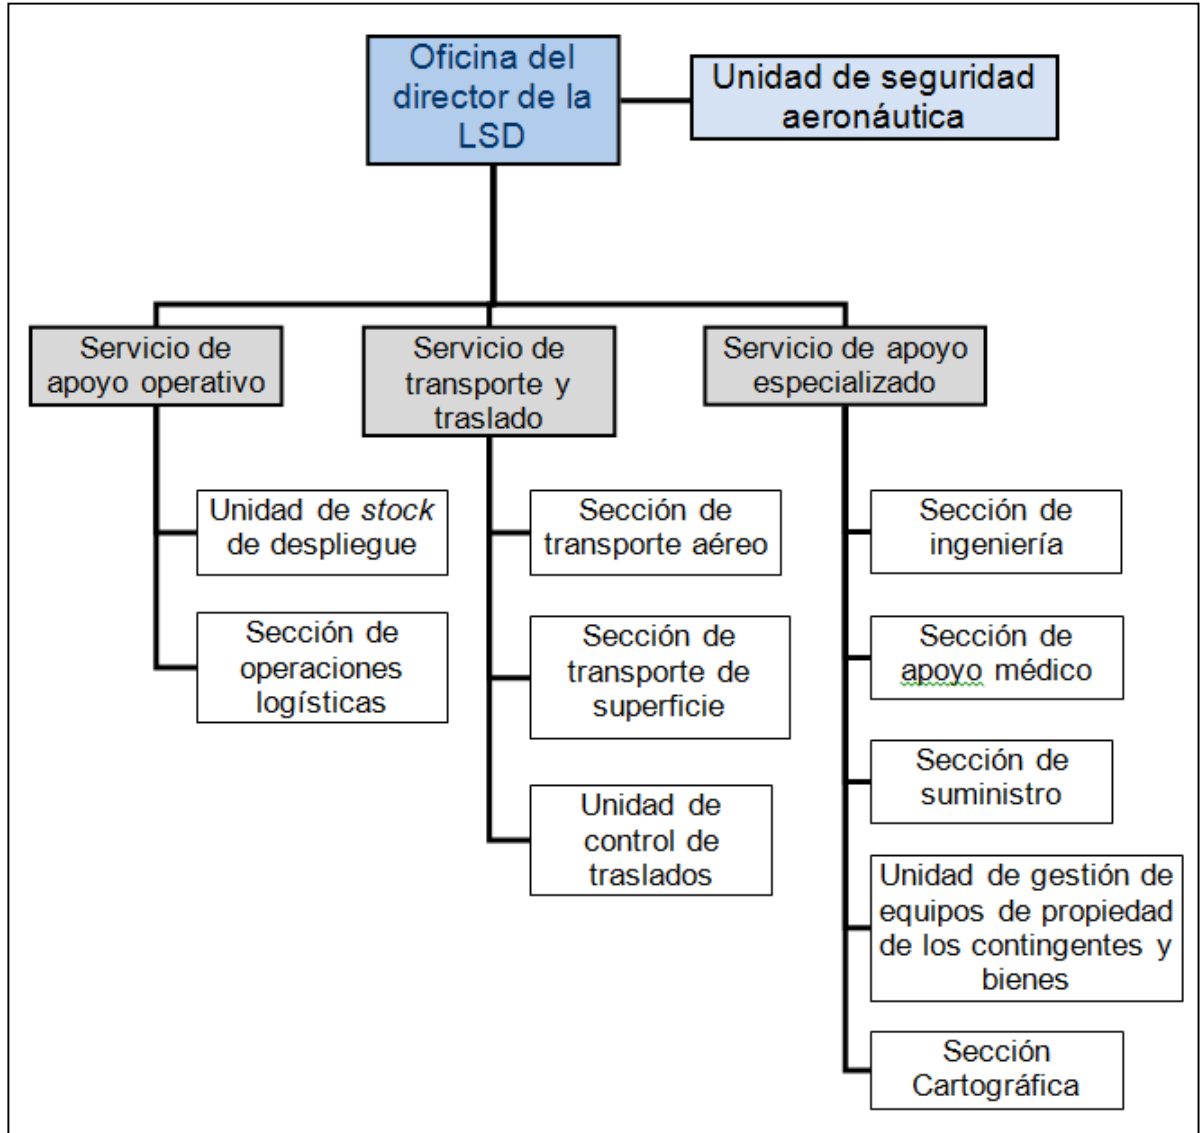 Oficina del
director de la
LSD
Unidad de seguridad
aeronáutica
Servicio de
apoyo operativo
Servicio de
transporte y
traslado
Servicio de apoyo
especializado
Unidad de stock
de despliegue
Sección de
operaciones
logísticas
Sección de
transporte aéreo
Sección de
transporte de
superficie
Unidad de
control de
traslados
Sección de
ingeniería
Sección de
apoyo médico
Sección de
suministro
Unidad de gestión de
equipos de propiedad
de los contingentes y
bienes
Sección
Cartográfica